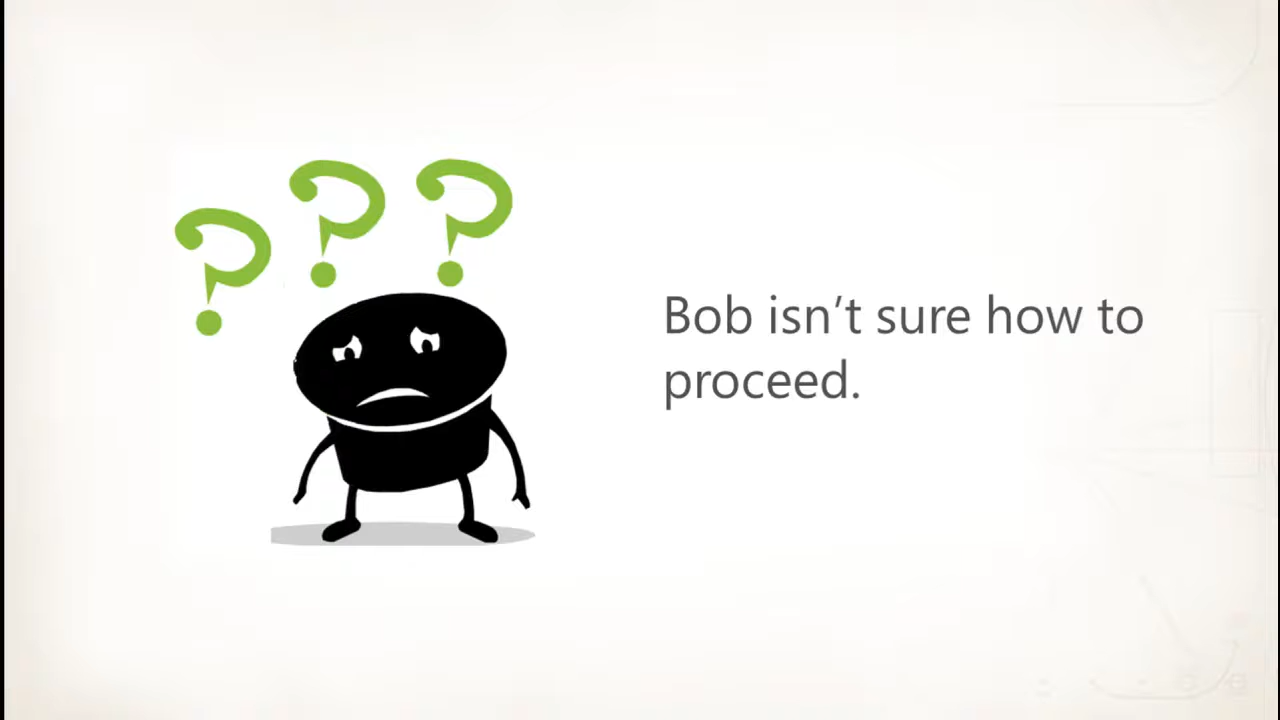 ? ? ?
Bob isn't sure how to
proceed.